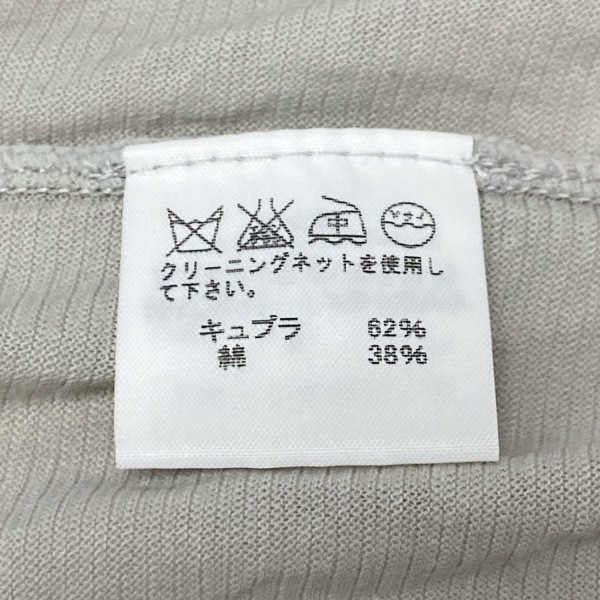 中 ドライ
クリーニングネットを使用し
て下さい。
キュプラ 62%
綿 38%